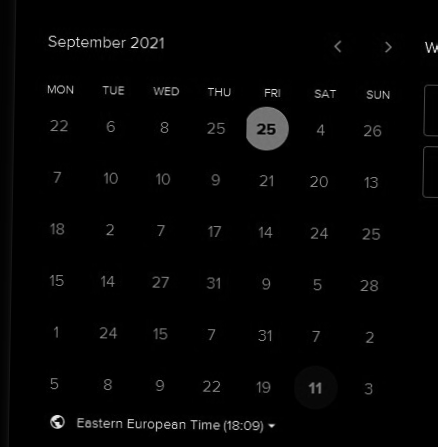 September 2021
W
MON TUE WED THU FRI SAT SUN
22 6 8 25 25 4 26
7 10 10 9 21 20 13
18 2 7 17 14 24 25
15 14 27 31 9 5 28
1 24 15 7 31 7 2
5 8 9 22 19 11 3
Eastern European Time (18:09)